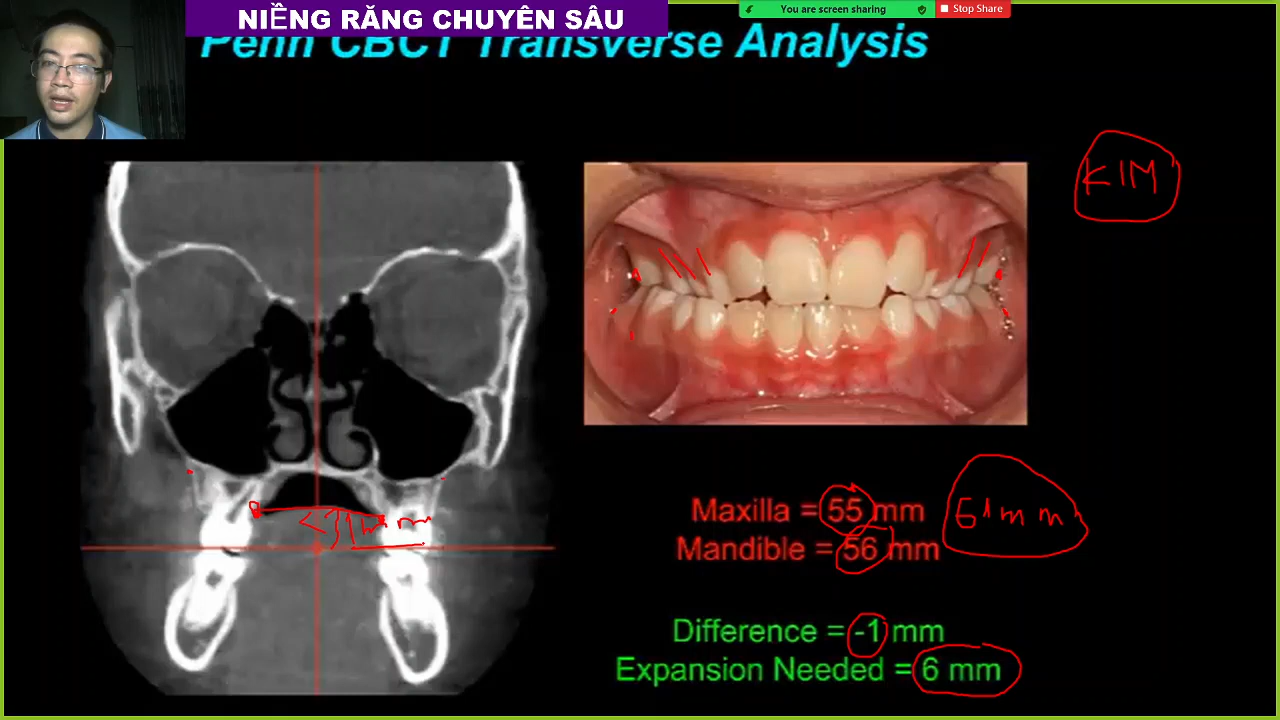 NIỀNG RĂNG CHUYÊN SÂU
You are screen sharing
Stop Share
Penn CBCT Transverse Analysis
KIM
<31mm
Maxilla = 55 mm
61mm
Mandible = 56 mm
Difference = -1 mm
Expansion Needed = 6 mm